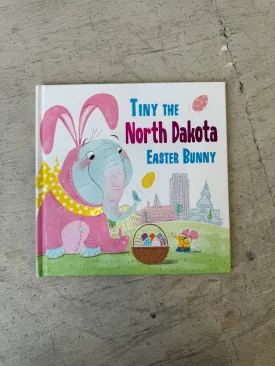 TINY THE
NORTH DAKOTA
EASTER BUNNY